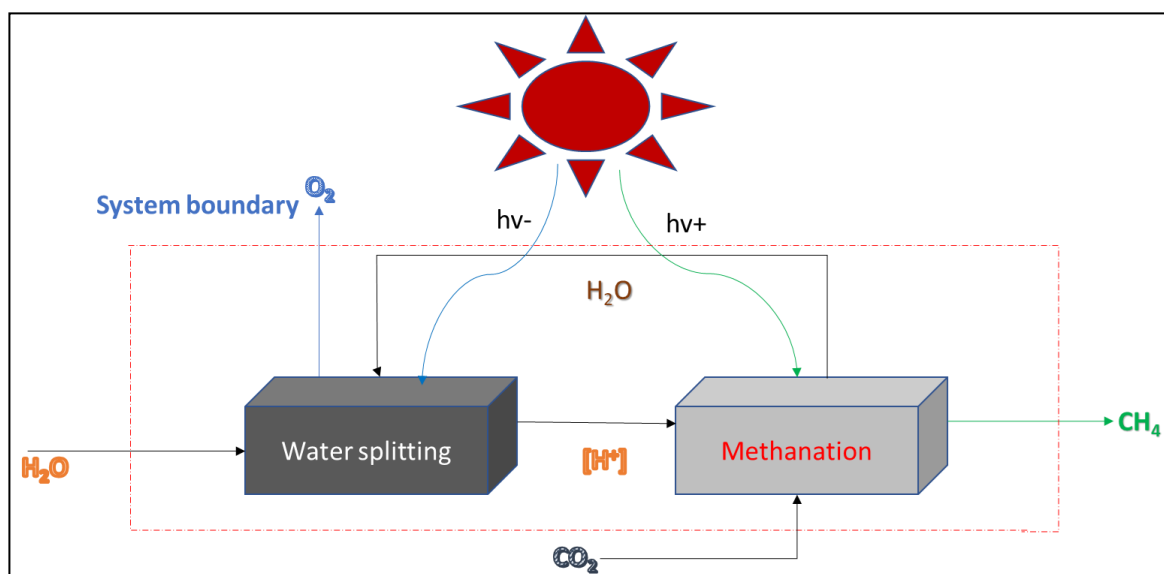 O₂
System boundary
hv-
hv+
H₂O
Water splitting
Methanation
CH₄
H₂O
[H⁺]
CO₂